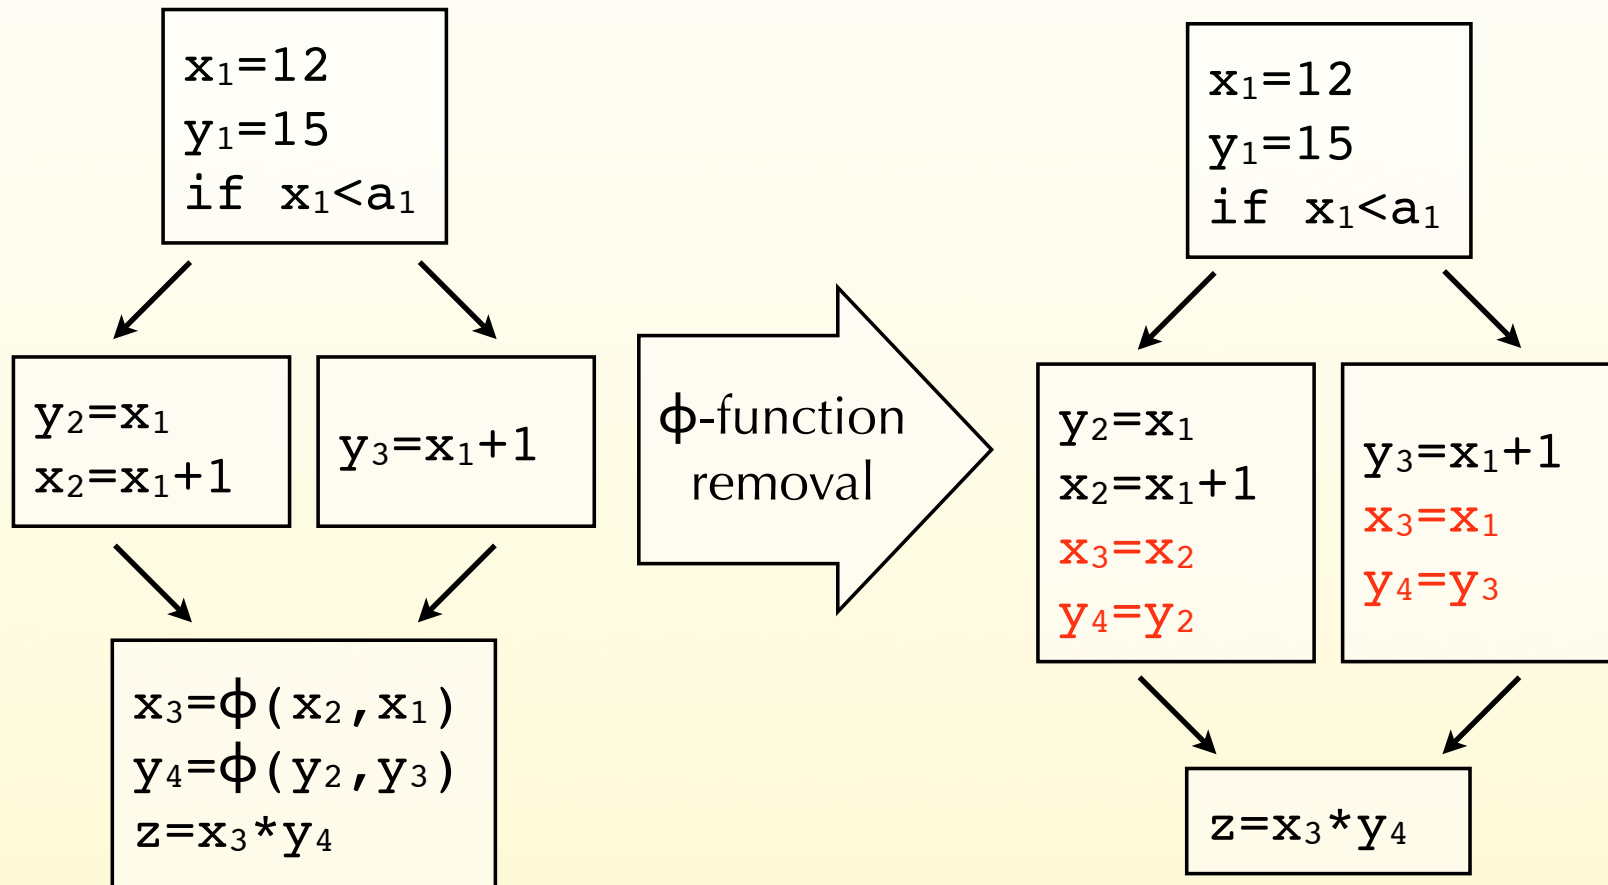 x₁=12
y₁=15
if x₁<a₁
y₂=x₁
x₂=x₁+1
y₃=x₁+1
x₃=ϕ(x₂,x₁)
y₄=ϕ(y₂,y₃)
z=x₃*y₄
ϕ-function
removal
x₁=12
y₁=15
if x₁<a₁
y₂=x₁
x₂=x₁+1
x₃=x₂
y₄=y₂
y₃=x₁+1
x₃=x₁
y₄=y₃
z=x₃*y₄